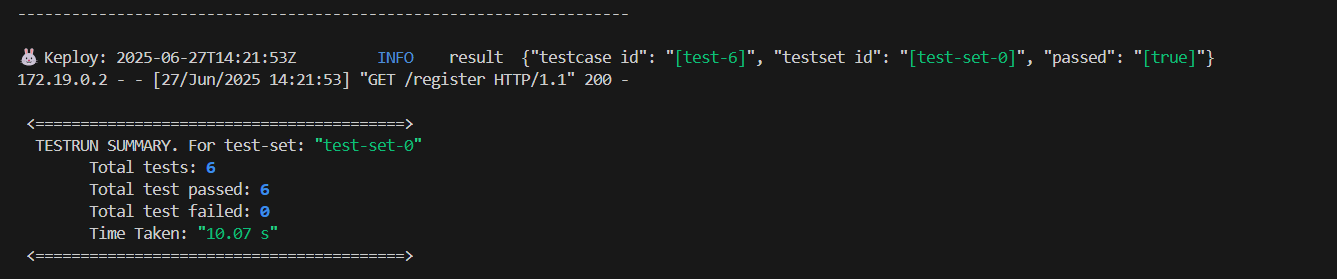 --------------------------------------------------------------------
🐰 Keploy: 2025-06-27T14:21:53Z INFO result {"testcase id": "[test-6]", "testset id": "[test-set-0]", "passed": "[true]"}
172.19.0.2 - - [27/Jun/2025 14:21:53] "GET /register HTTP/1.1" 200 -
<=========================================>
TESTRUN SUMMARY. For test-set: "test-set-0"
Total tests: 6
Total test passed: 6
Total test failed: 0
Time Taken: "10.07 s"
<=========================================>